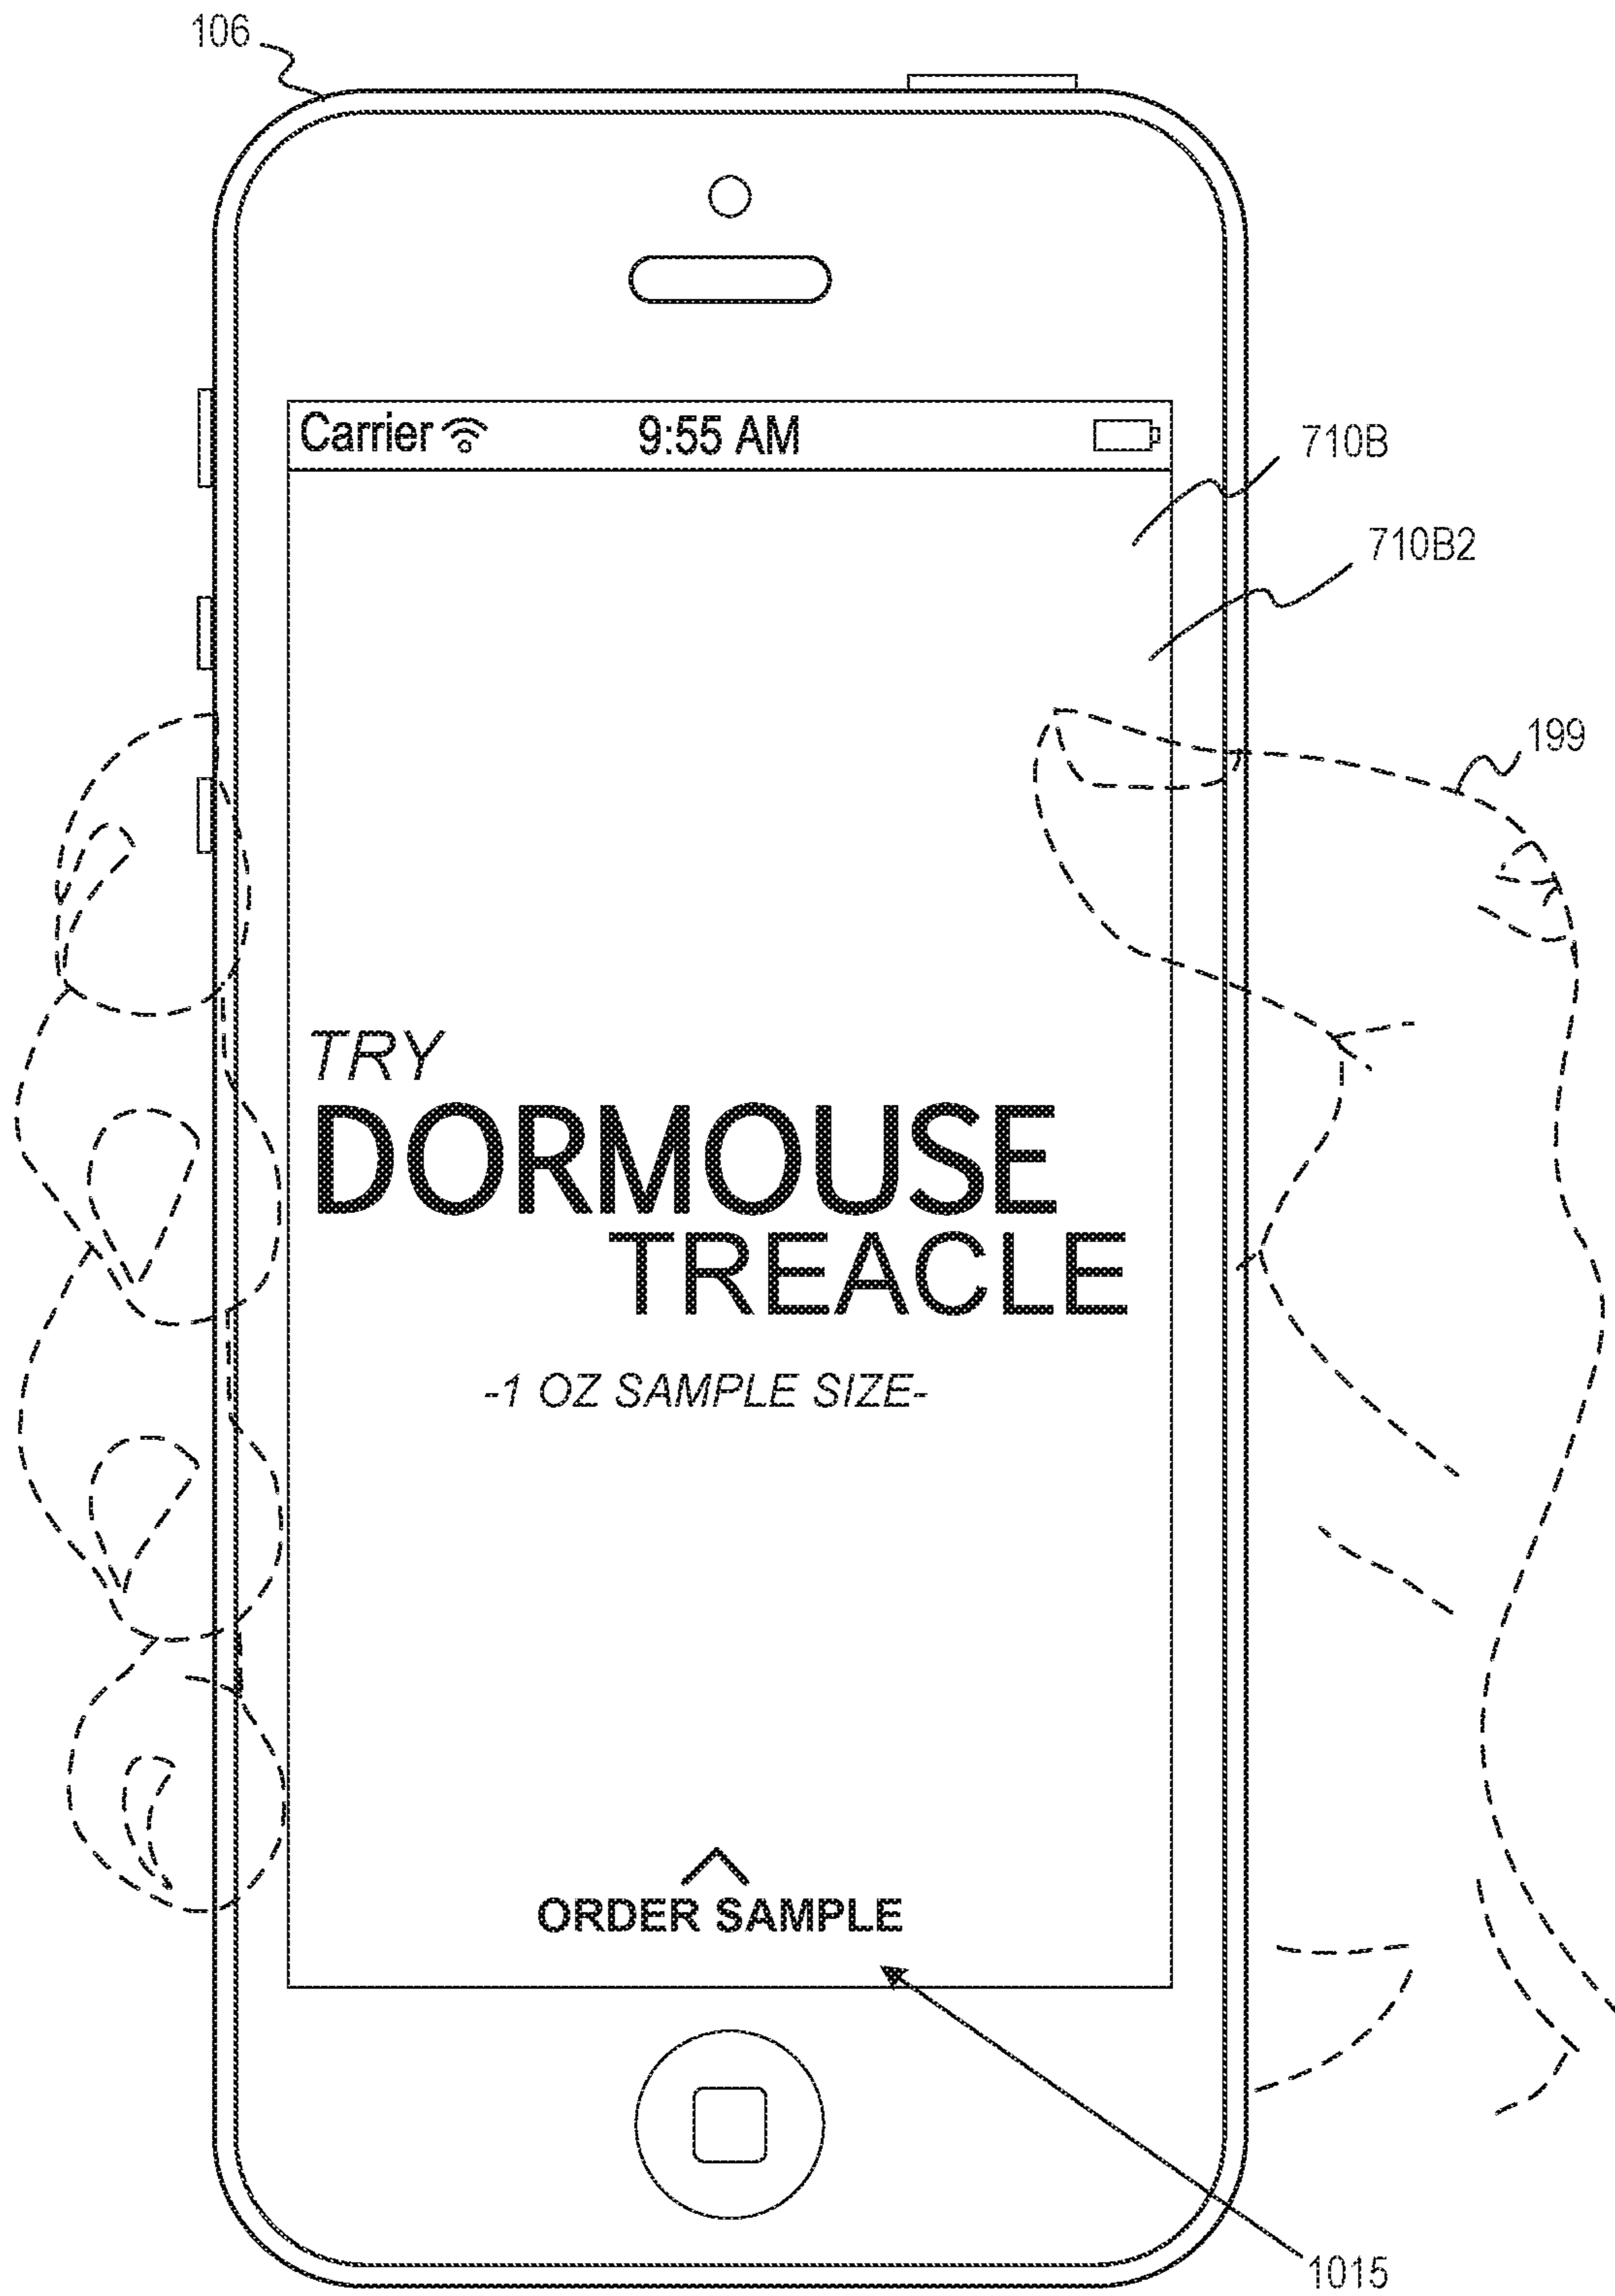 106
Carrier 9:55 AM
710B
710B2
199
TRY
DORMOUSE
TREACLE
-1 OZ SAMPLE SIZE-
ORDER SAMPLE
1015